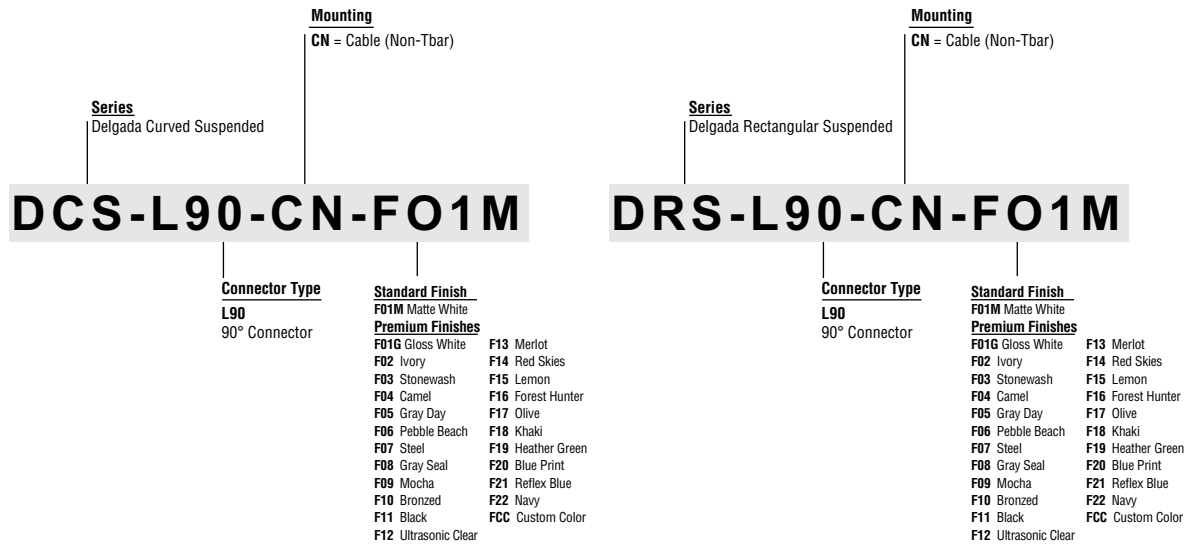 Mounting
CN = Cable (Non-Tbar)
Series
Delgada Curved Suspended
DCS-L90-CN-FO1M
Connector Type
L90
90° Connector
Standard Finish
F01M Matte White
Premium Finishes
F01G Gloss White
F02 Ivory
F03 Stonewash
F04 Camel
F05 Gray Day
F06 Pebble Beach
F07 Steel
F08 Gray Seal
F09 Mocha
F10 Bronzed
F11 Black
F12 Ultrasonic Clear
F13 Merlot
F14 Red Skies
F15 Lemon
F16 Forest Hunter
F17 Olive
F18 Khaki
F19 Heather Green
F20 Blue Print
F21 Reflex Blue
F22 Navy
FCC Custom Color
Mounting
CN = Cable (Non-Tbar)
Series
Delgada Rectangular Suspended
DRS-L90-CN-FO1M
Connector Type
L90
90° Connector
Standard Finish
F01M Matte White
Premium Finishes
F01G Gloss White
F02 Ivory
F03 Stonewash
F04 Camel
F05 Gray Day
F06 Pebble Beach
F07 Steel
F08 Gray Seal
F09 Mocha
F10 Bronzed
F11 Black
F12 Ultrasonic Clear
F13 Merlot
F14 Red Skies
F15 Lemon
F16 Forest Hunter
F17 Olive
F18 Khaki
F19 Heather Green
F20 Blue Print
F21 Reflex Blue
F22 Navy
FCC Custom Color